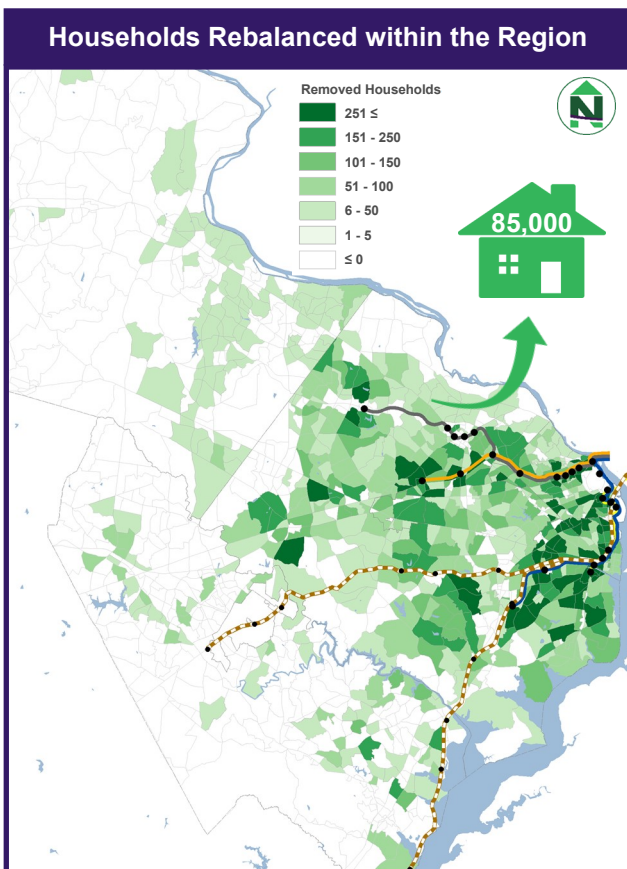 Households Rebalanced within the Region
Removed Households
251 ≤
151 - 250
101 - 150
51 - 100
6 - 50
1 - 5
≤ 0
N
85,000